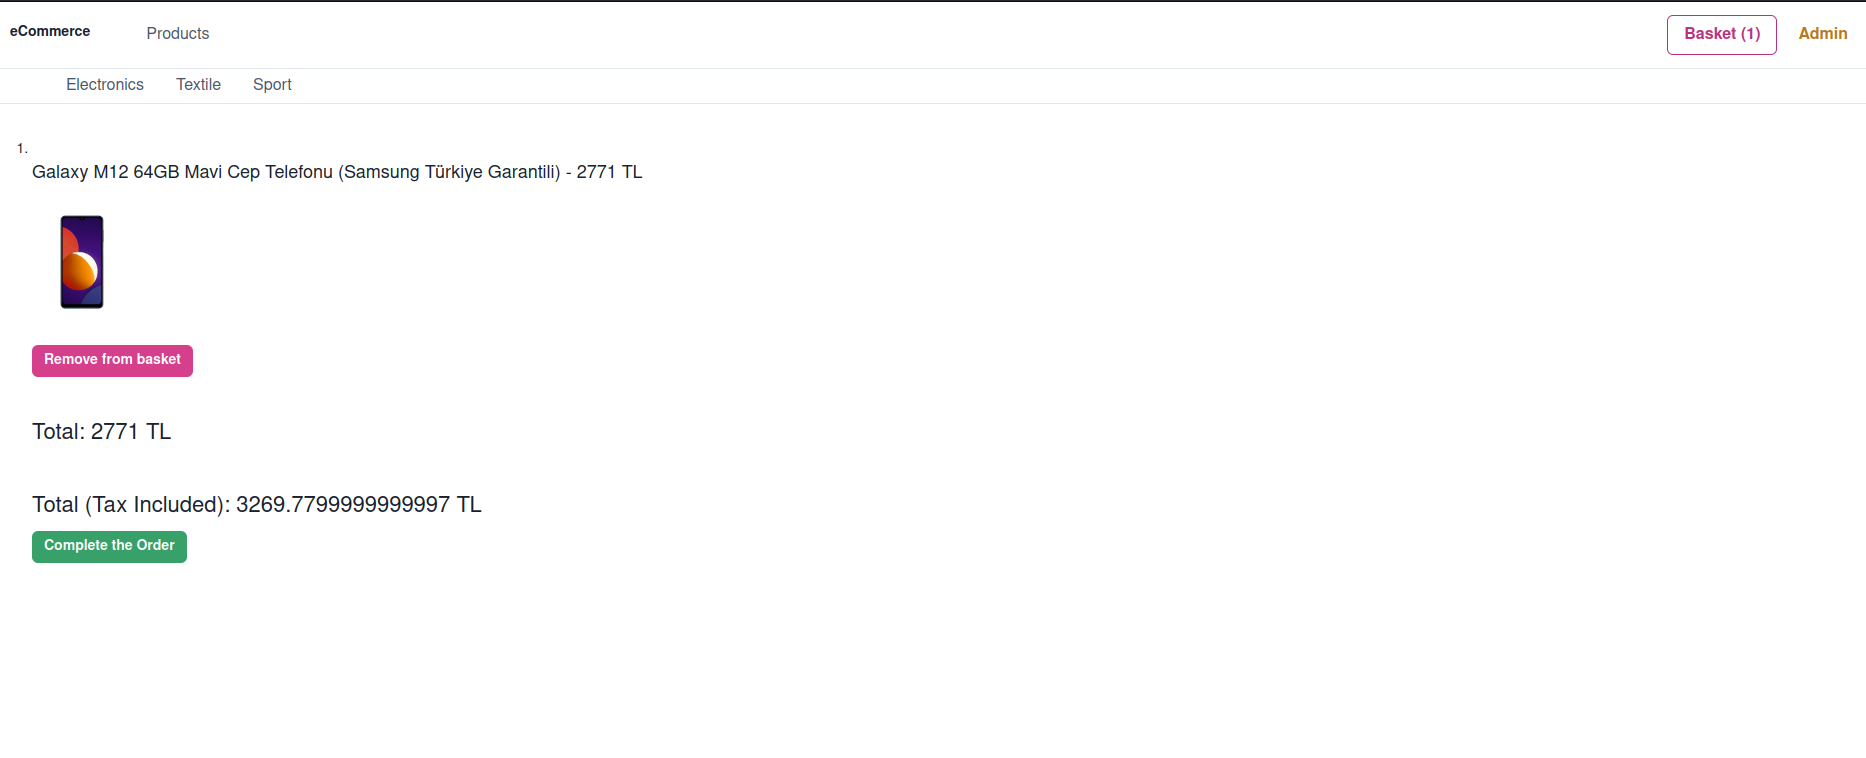 eCommerce
Products
Basket (1)
Admin
Electronics
Textile
Sport
1.
Galaxy M12 64GB Mavi Cep Telefonu (Samsung Türkiye Garantili) - 2771 TL
Remove from basket
Total: 2771 TL
Total (Tax Included): 3269.7799999999997 TL
Complete the Order